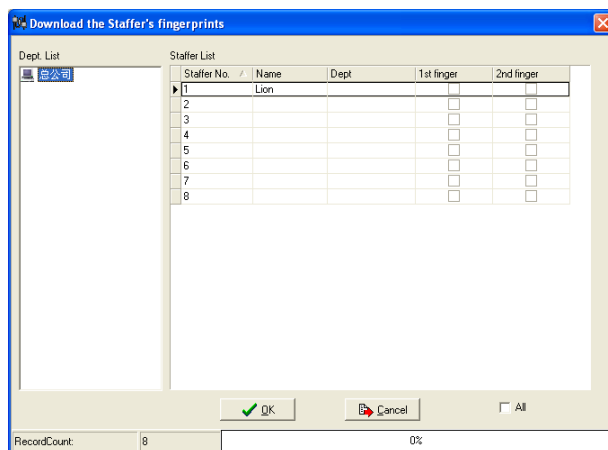 Download the Staffer's fingerprints
Dept. List
总公司
Staffer List
Staffer No. Name Dept 1st finger 2nd finger
1 Lion
2
3
4
5
6
7
8
OK Cancel All
RecordCount: 8 0%